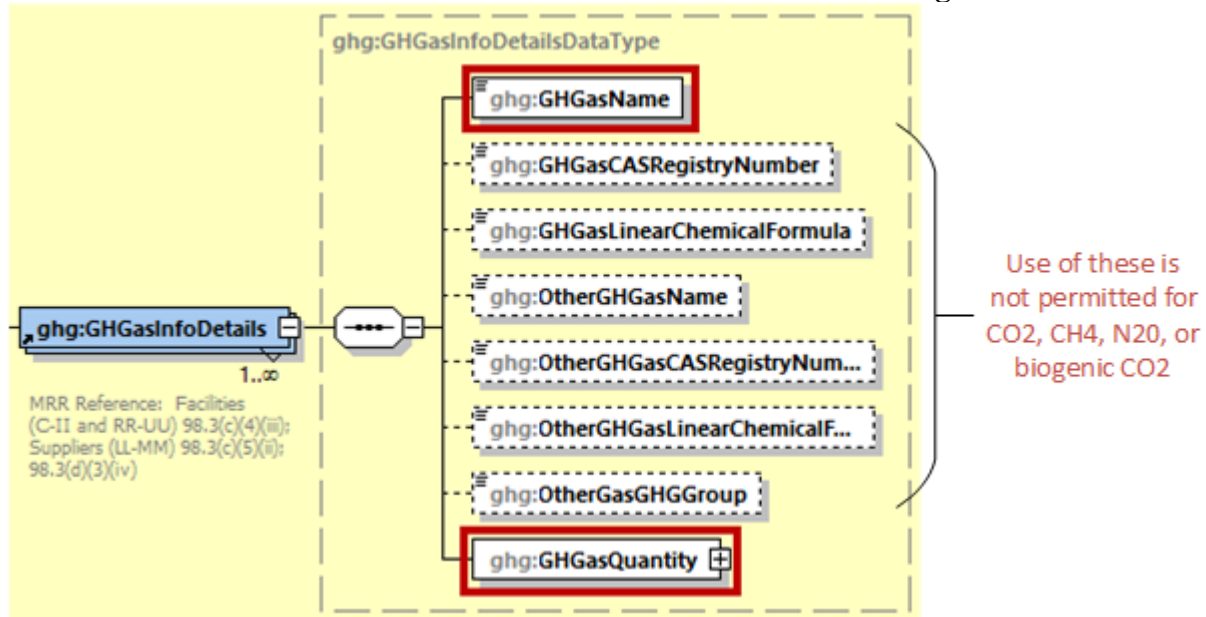 ghg:GHGasInfoDetailsDataType
ghg:GHGasName
ghg:GHGasCASRegistryNumber
ghg:GHGasLinearChemicalFormula
ghg:OtherGHGasName
ghg:GHGasInfoDetails
1..∞
ghg:OtherGHGasCASRegistryNum...
ghg:OtherGHGasLinearChemicalF...
ghg:OtherGasGHGGroup
ghg:GHGasQuantity
MRR Reference: Facilities
(C-II and RR-UU) 98.3(c)(4)(iii);
Suppliers (LL-MM) 98.3(c)(5)(ii);
98.3(d)(3)(iv)
Use of these is
not permitted for
CO2, CH4, N20, or
biogenic CO2